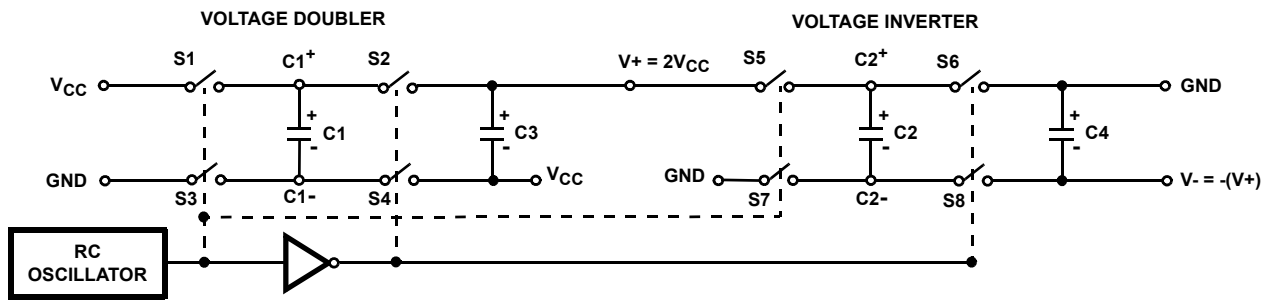 VOLTAGE DOUBLER
VOLTAGE INVERTER
S1 C1+ S2 V+ = 2VCC S5 C2+ S6
VCC GND
+ C1 - + C3 - + C2 - + C4 -
GND VCC GND V- = -(V+)
S3 C1- S4 S7 C2- S8
RC
OSCILLATOR